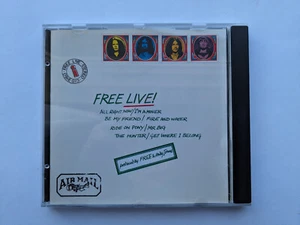 FREE LIVE!
ALL RIGHT NOW/I'M A MOVER
BE MY FRIEND/FIRE AND WATER
RIDE ON PONY/MR. BIG
THE HUNTER/GET WHERE I BELONG
FREE
AIR MAIL